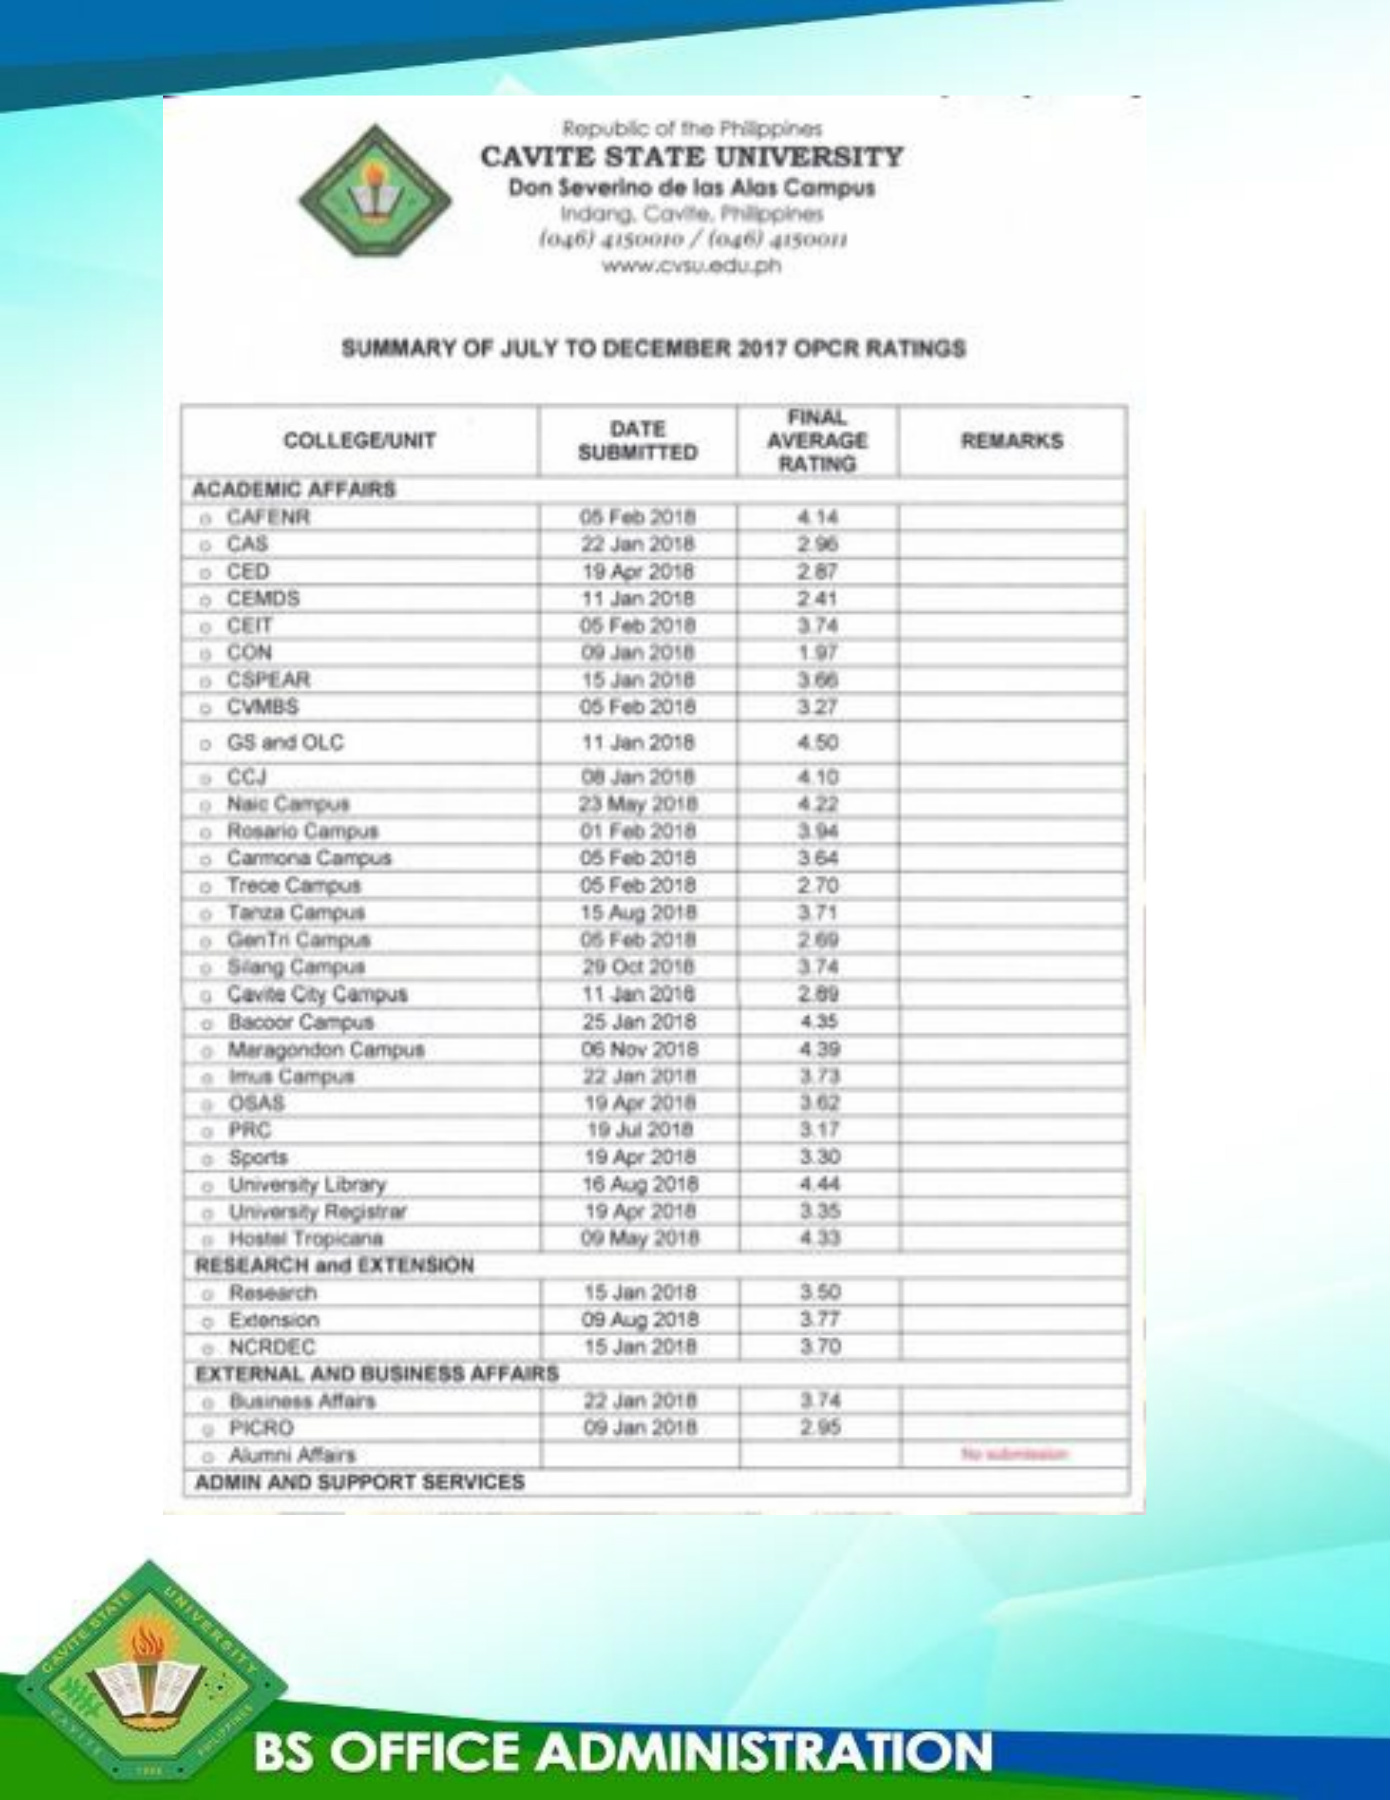 Republic of the Philippines
CAVITE STATE UNIVERSITY
Don Severino de las Alas Campus
Indang, Cavite, Philippines
(046) 4150010 / (046) 4150011
www.cvsu.edu.ph
SUMMARY OF JULY TO DECEMBER 2017 OPCR RATINGS
COLLEGE/UNIT DATE SUBMITTED FINAL AVERAGE RATING REMARKS
ACADEMIC AFFAIRS
o CAFENR 05 Feb 2018 4.14
o CAS 22 Jan 2018 2.96
o CED 19 Apr 2018 2.87
o CEMDS 11 Jan 2018 2.41
o CEIT 05 Feb 2018 3.74
o CON 09 Jan 2018 1.97
o CSPEAR 15 Jan 2018 3.66
o CVMBS 05 Feb 2018 3.27
o GS and OLC 11 Jan 2018 4.50
o CCJ 08 Jan 2018 4.10
o Naic Campus 23 May 2018 4.22
o Rosario Campus 01 Feb 2018 3.94
o Carmona Campus 05 Feb 2018 3.64
o Trece Campus 05 Feb 2018 2.70
o Tanza Campus 15 Aug 2018 3.71
o GenTri Campus 05 Feb 2018 2.69
o Silang Campus 29 Oct 2018 3.74
o Cavite City Campus 11 Jan 2018 2.89
o Bacoor Campus 25 Jan 2018 4.35
o Maragondon Campus 06 Nov 2018 4.39
o Imus Campus 22 Jan 2018 3.73
o OSAS 19 Apr 2018 3.62
o PRC 19 Jul 2018 3.17
o Sports 19 Apr 2018 3.30
o University Library 16 Aug 2018 4.44
o University Registrar 19 Apr 2018 3.35
o Hostel Tropicana 09 May 2018 4.33
RESEARCH and EXTENSION
o Research 15 Jan 2018 3.50
o Extension 09 Aug 2018 3.77
o NCRDEC 15 Jan 2018 3.70
EXTERNAL AND BUSINESS AFFAIRS
o Business Affairs 22 Jan 2018 3.74
o PICRO 09 Jan 2018 2.95
o Alumni Affairs No submission
ADMIN AND SUPPORT SERVICES
CAVITE STATE UNIVERSITY
CAVITE PHILIPPINES
1906
BS OFFICE ADMINISTRATION